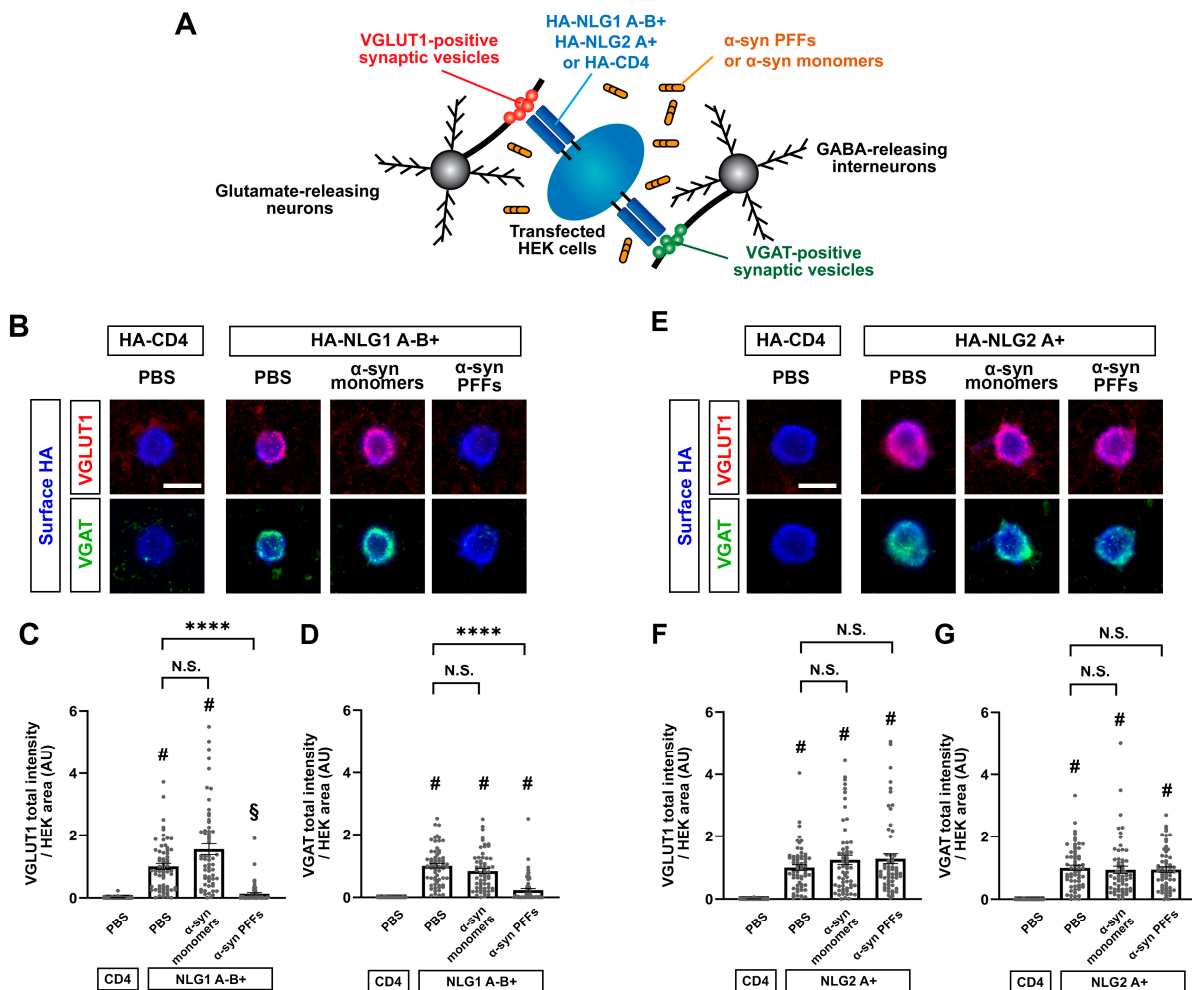 A
VGLUT1-positive
synaptic vesicles
HA-NLG1 A-B+
HA-NLG2 A+
or HA-CD4
α-syn PFFs
or α-syn monomers
Glutamate-releasing
neurons
Transfected
HEK cells
GABA-releasing
interneurons
VGAT-positive
synaptic vesicles
B
HA-CD4
HA-NLG1 A-B+
PBS
PBS
α-syn
monomers
α-syn
PFFs
Surface HA
VGLUT1
VGAT
E
HA-CD4
HA-NLG2 A+
PBS
PBS
α-syn
monomers
α-syn
PFFs
Surface HA
VGLUT1
VGAT
C
****
N.S.
#
#
§
VGLUT1 total intensity
/ HEK area (AU)
6
4
2
0
PBS
PBS
α-syn
monomers
α-syn PFFs
CD4
NLG1 A-B+
D
****
N.S.
#
#
#
VGAT total intensity
/ HEK area (AU)
6
4
2
0
PBS
PBS
α-syn
monomers
α-syn PFFs
CD4
NLG1 A-B+
F
N.S.
N.S.
#
#
#
VGLUT1 total intensity
/ HEK area (AU)
6
4
2
0
PBS
PBS
α-syn
monomers
α-syn PFFs
CD4
NLG2 A+
G
N.S.
N.S.
#
#
#
VGAT total intensity
/ HEK area (AU)
6
4
2
0
PBS
PBS
α-syn
monomers
α-syn PFFs
CD4
NLG2 A+